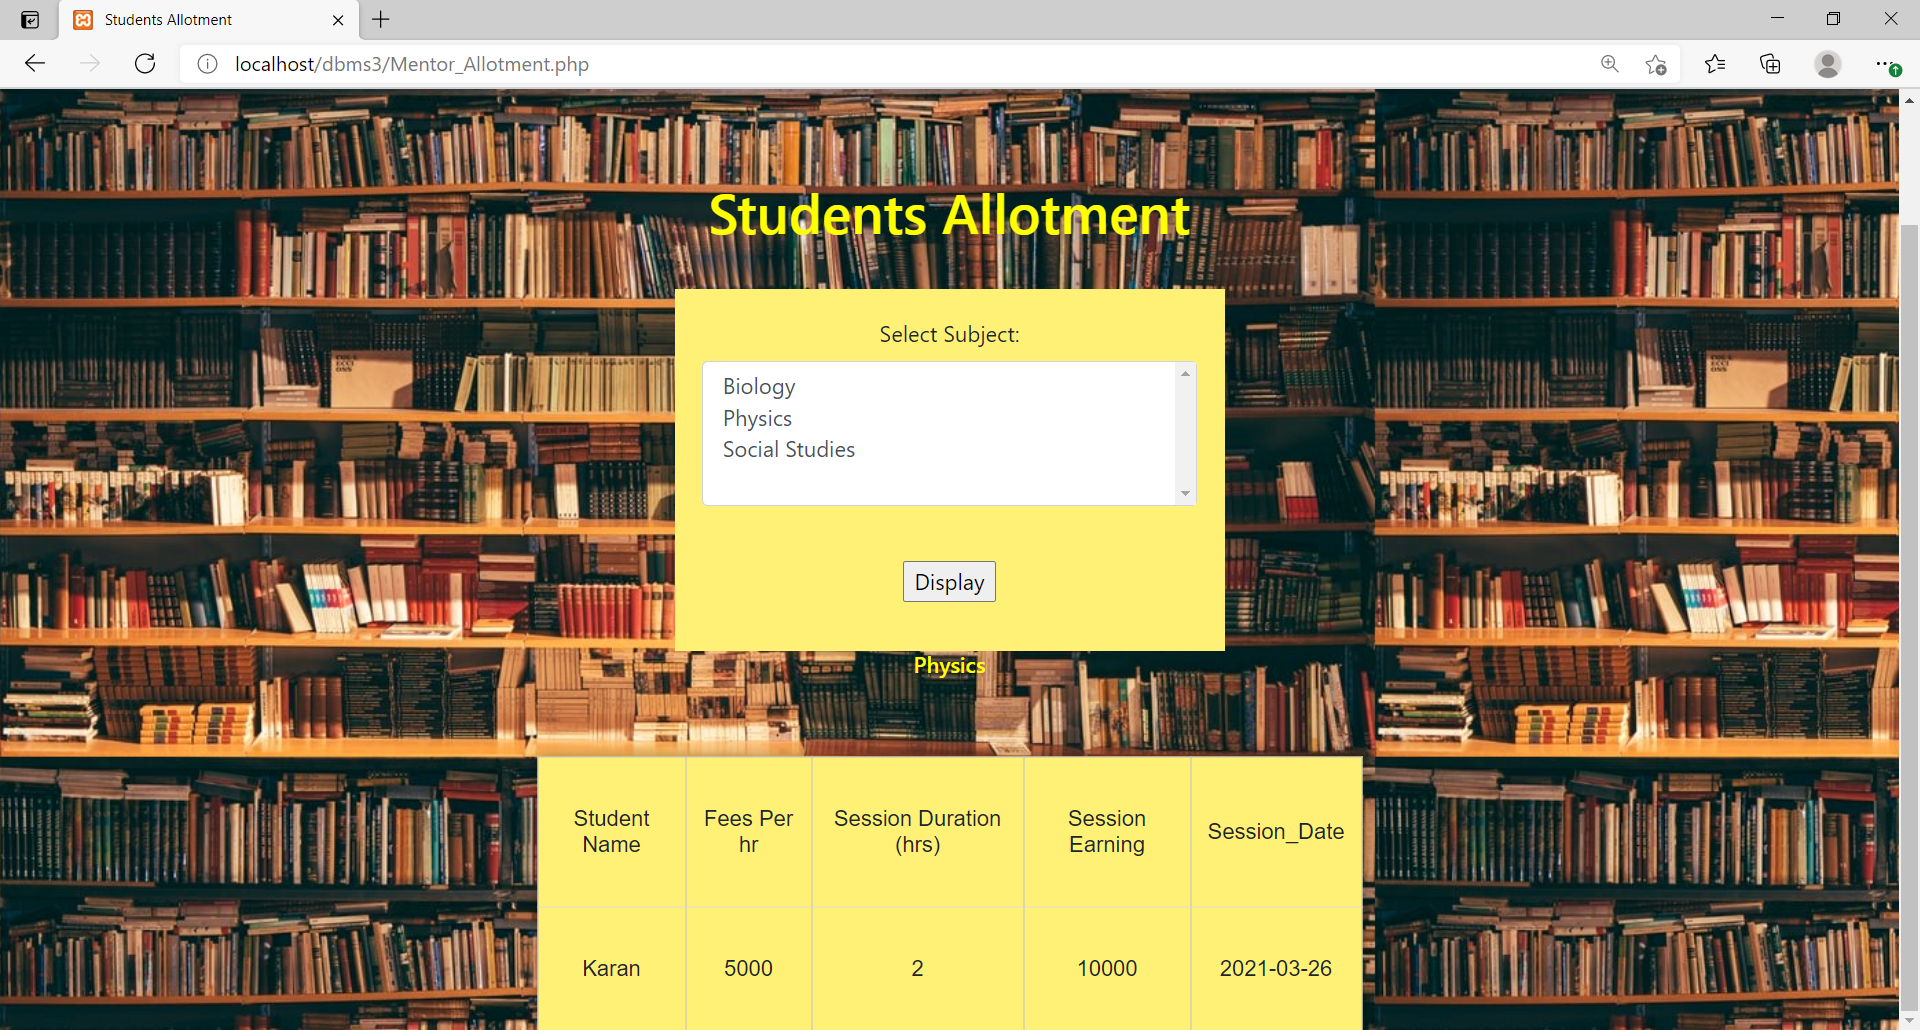 Students Allotment
localhost/dbms3/Mentor_Allotment.php
Students Allotment
Select Subject:
Biology
Physics
Social Studies
Display
Physics
Student Name
Fees Per hr
Session Duration (hrs)
Session Earning
Session_Date
Karan
5000
2
10000
2021-03-26